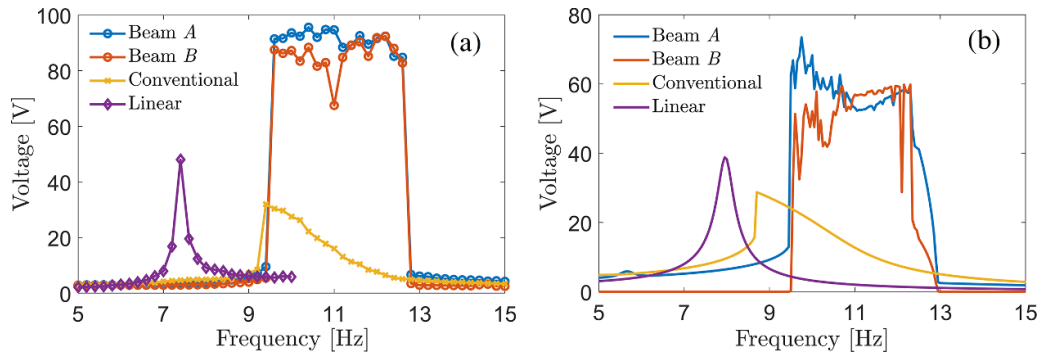 100
80
60
40
20
0
Voltage [V]
Beam A
Beam B
Conventional
Linear
(a)
5 7 9 11 13 15
Frequency [Hz]
80
60
40
20
0
Voltage [V]
Beam A
Beam B
Conventional
Linear
(b)
5 7 9 11 13 15
Frequency [Hz]